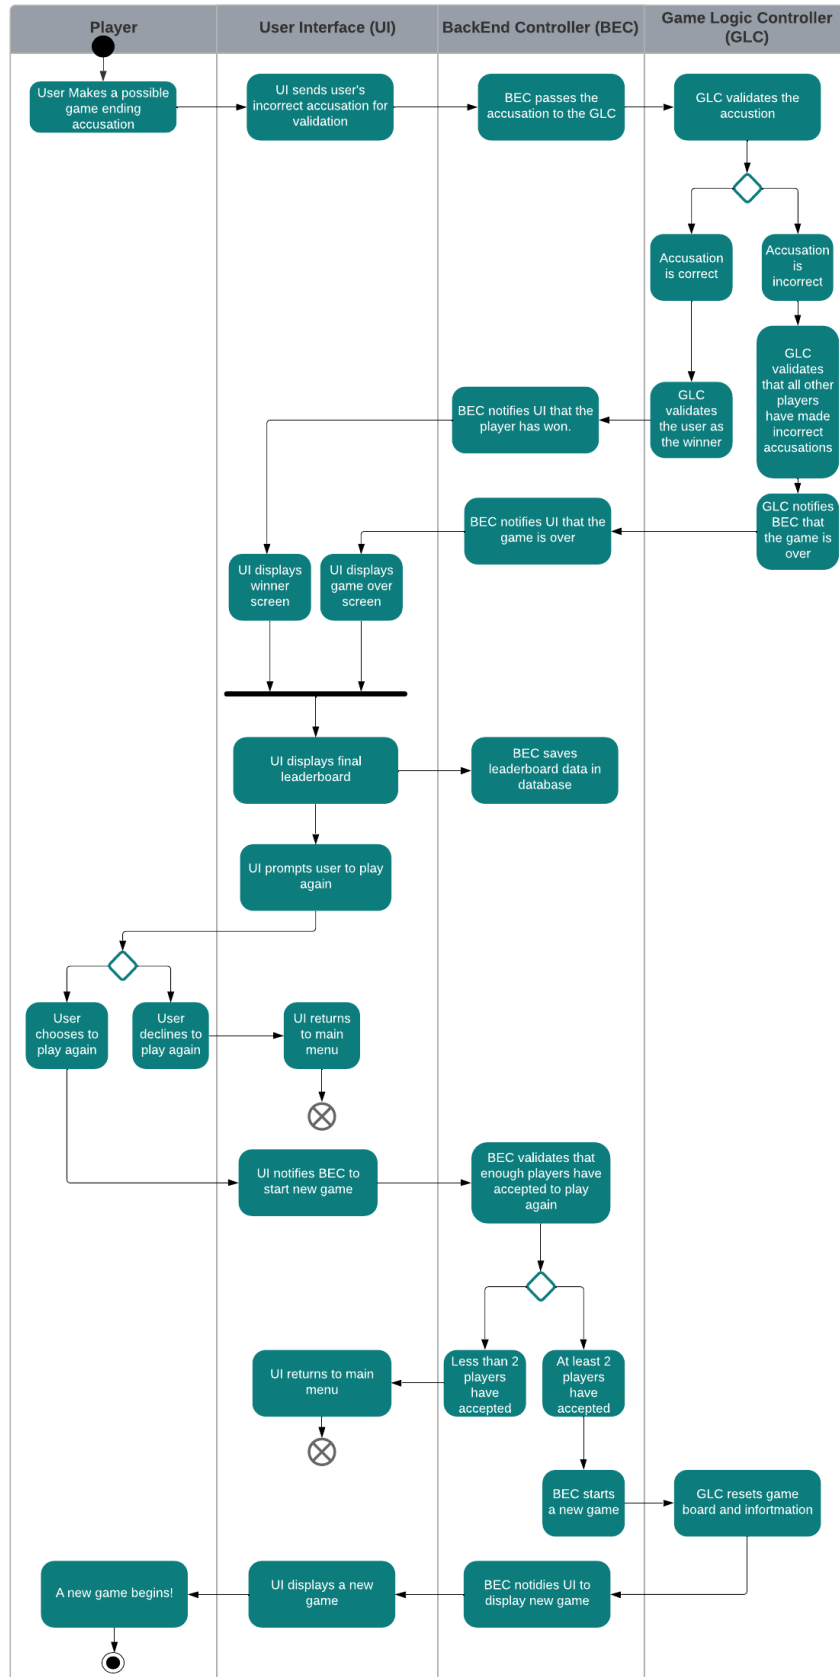 Player
User Interface (UI)
BackEnd Controller (BEC)
Game Logic Controller
(GLC)
User Makes a possible
game ending
accusation
UI sends user's
incorrect accusation for
validation
BEC passes the
accusation to the GLC
GLC validates the
accustion
Accusation
is correct
Accusation
is
incorrect
GLC
validates
that all other
players
have made
incorrect
accusations
GLC
validates
the user as
the winner
BEC notifies UI that the
player has won.
GLC notifies
BEC that
the game is
over
BEC notifies UI that the
game is over
UI displays
winner
screen
UI displays
game over
screen
UI displays final
leaderboard
BEC saves
leaderboard data in
database
UI prompts user to play
again
User
chooses to
play again
User
declines to
play again
UI returns
to main
menu
UI notifies BEC to
start new game
BEC validates that
enough players have
accepted to play
again
UI returns to main
menu
Less than 2
players
have
accepted
At least 2
players
have
accepted
BEC starts
a new game
GLC resets game
board and infortmation
A new game begins!
UI displays a new
game
BEC notidies UI to
display new game